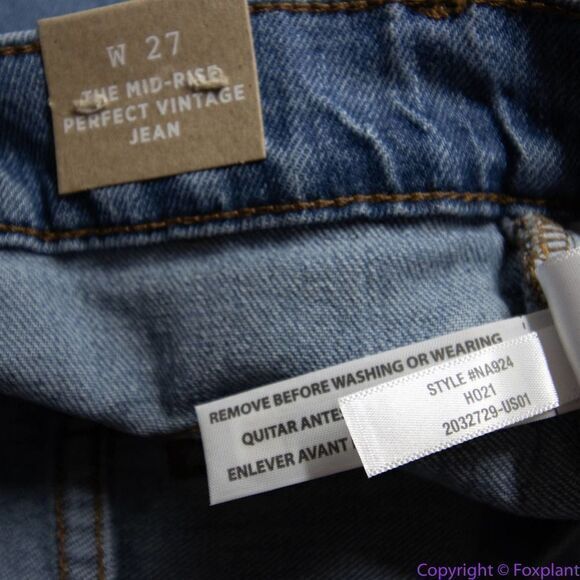 W 27
THE MID-RISE
PERFECT VINTAGE
JEAN
REMOVE BEFORE WASHING OR WEARING
QUITAR ANTES
ENLEVER AVANT
STYLE #NA924
H021
2032729-US01
Copyright © Foxplant